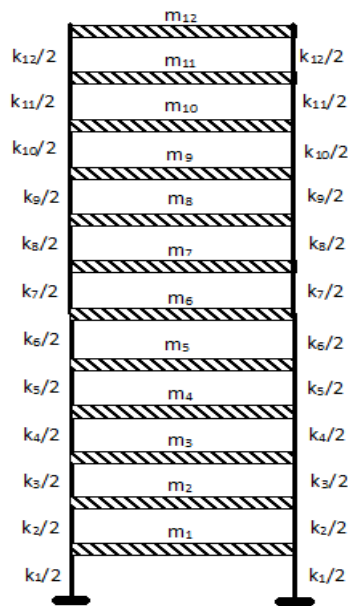 m₁₂
k₁₂/2 k₁₂/2
m₁₁
k₁₁/2 k₁₁/2
m₁₀
k₁₀/2 k₁₀/2
m₉
k₉/2 k₉/2
m₈
k₈/2 k₈/2
m₇
k₇/2 k₇/2
m₆
k₆/2 k₆/2
m₅
k₅/2 k₅/2
m₄
k₄/2 k₄/2
m₃
k₃/2 k₃/2
m₂
k₂/2 k₂/2
m₁
k₁/2 k₁/2